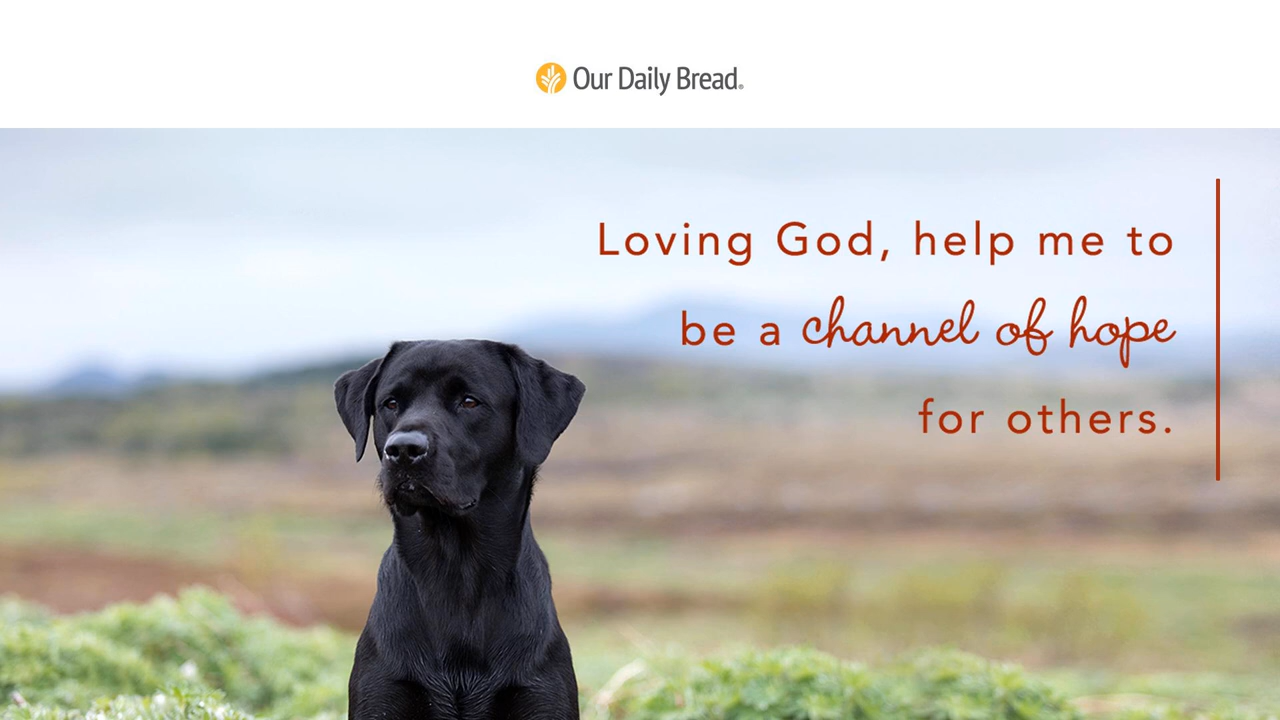 Our Daily Bread®
Loving God, help me to
be a channel of hope
for others.